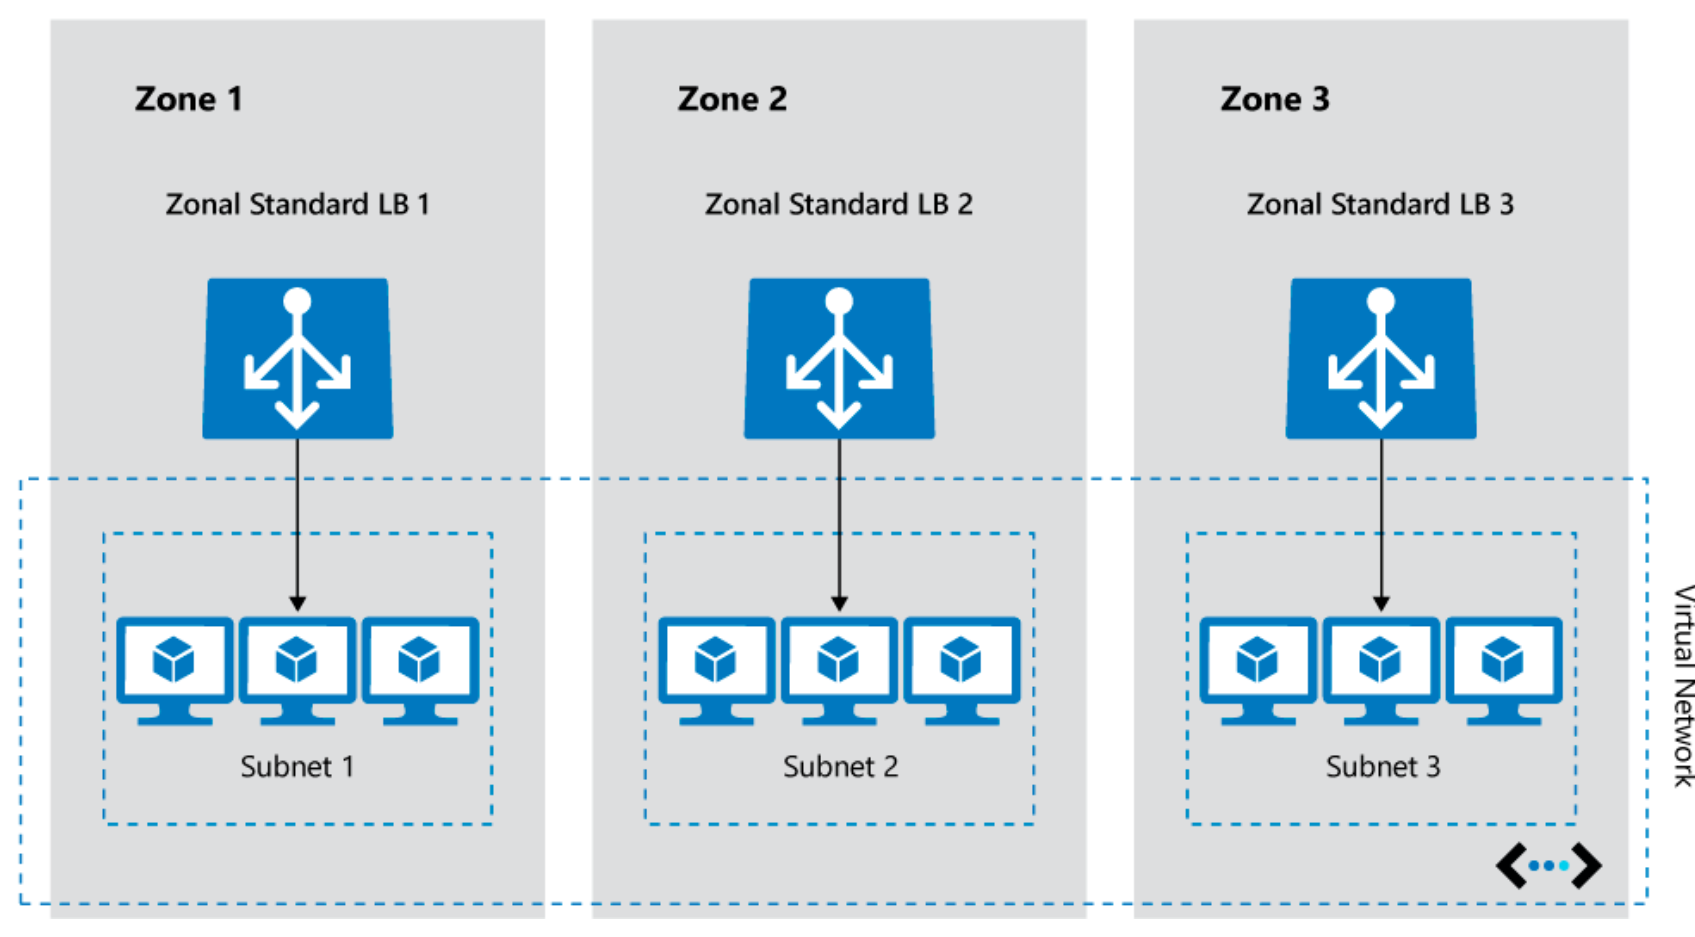 Zone 1
Zonal Standard LB 1
Subnet 1
Zone 2
Zonal Standard LB 2
Subnet 2
Zone 3
Zonal Standard LB 3
Subnet 3
Virtual Network